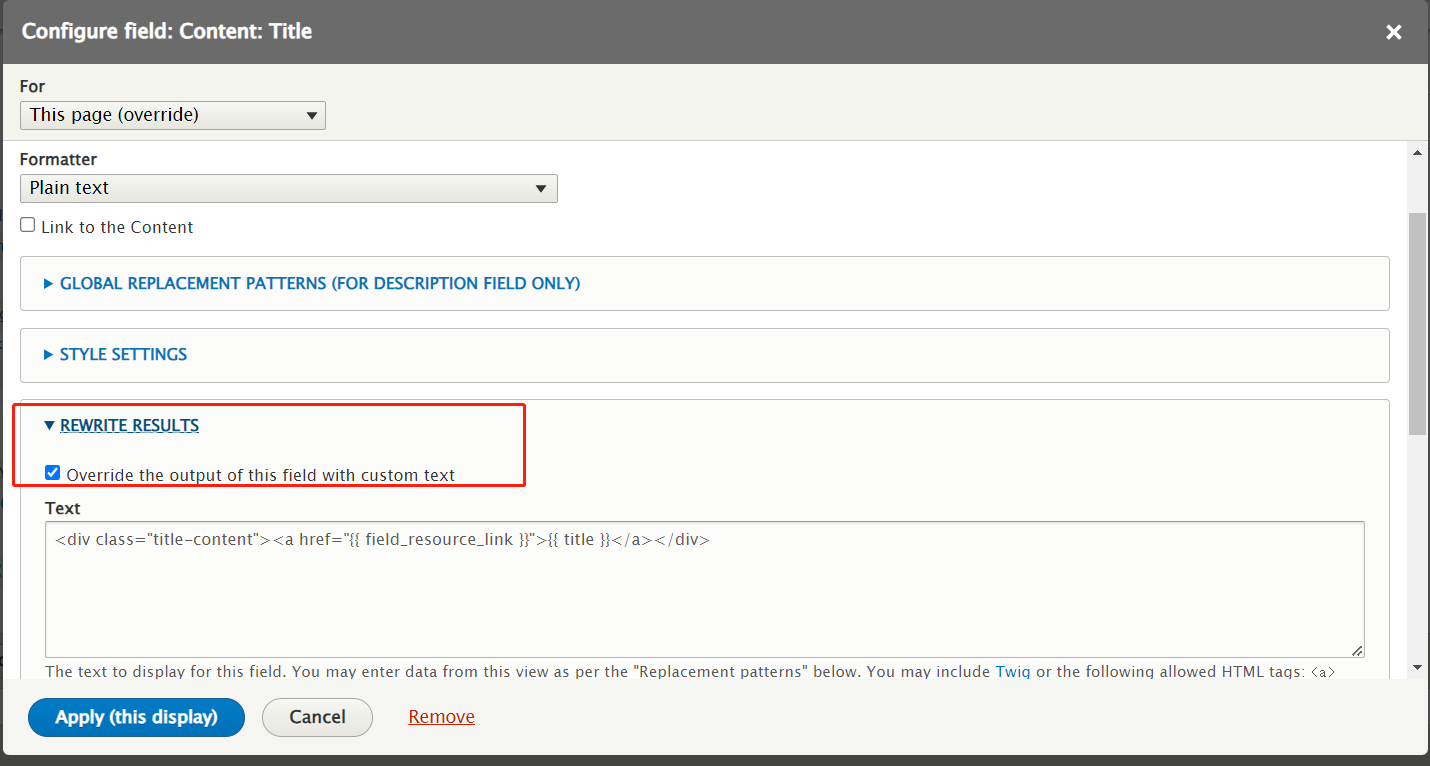 Configure field: Content: Title
For
This page (override)
Formatter
Plain text
Link to the Content
GLOBAL REPLACEMENT PATTERNS (FOR DESCRIPTION FIELD ONLY)
STYLE SETTINGS
REWRITE RESULTS
Override the output of this field with custom text
Text
<div class="title-content"><a href="{{ field_resource_link }}">{{ title }}</a></div>
The text to display for this field. You may enter data from this view as per the "Replacement patterns" below. You may include Twig or the following allowed HTML tags: <a>
Apply (this display)
Cancel
Remove